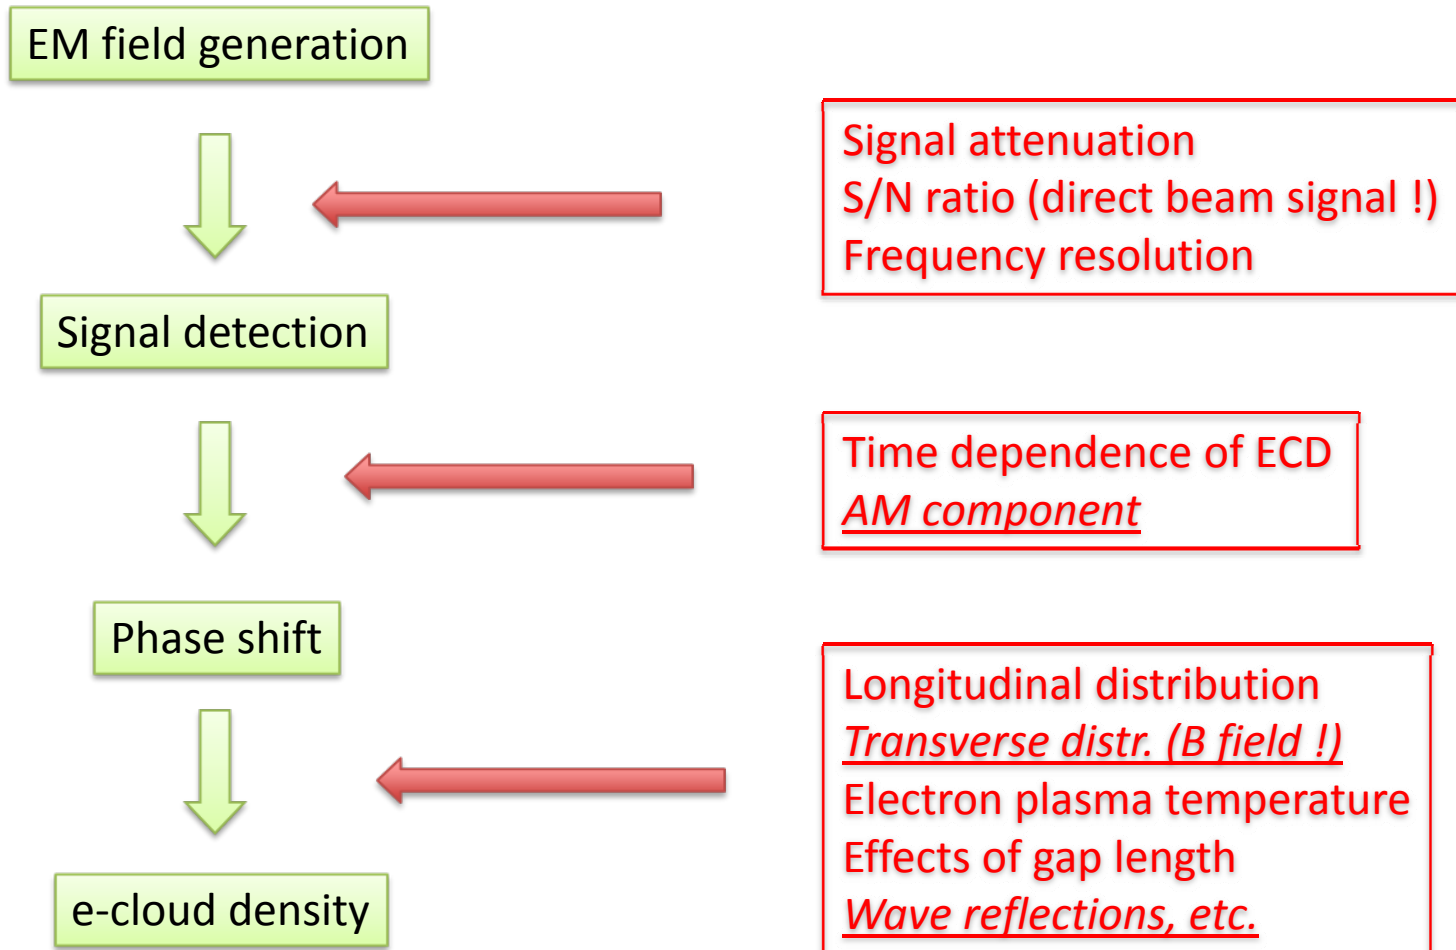 EM field generation
Signal attenuation
S/N ratio (direct beam signal !)
Frequency resolution
Signal detection
Time dependence of ECD
AM component
Phase shift
Longitudinal distribution
Transverse distr. (B field !)
Electron plasma temperature
Effects of gap length
Wave reflections, etc.
e-cloud density